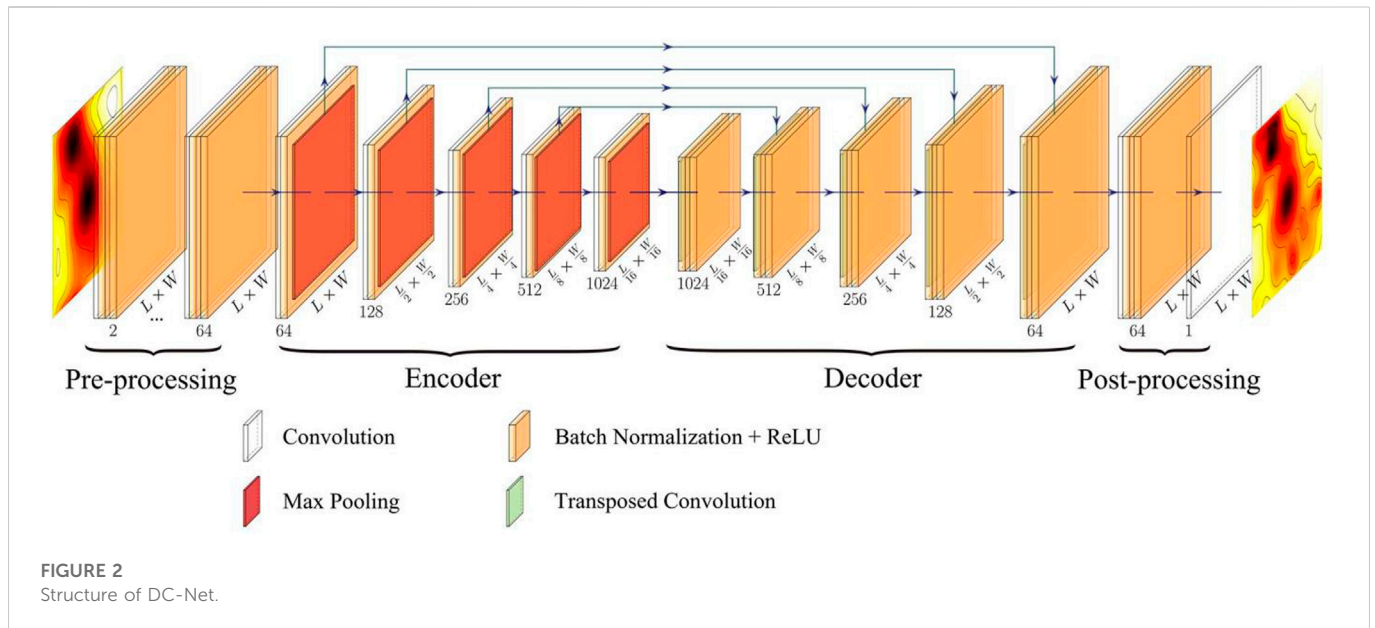 2 L × W ... 64 L × W 64 L × W 128 L/2 × W/2 256 L/4 × W/4 512 L/8 × W/8 1024 L/16 × W/16 1024 L/16 × W/16 512 L/8 × W/8 256 L/4 × W/4 128 L/2 × W/2 64 L × W 64 L × W 1 L × W
Pre-processing Encoder Decoder Post-processing
Convolution Batch Normalization + ReLU
Max Pooling Transposed Convolution
FIGURE 2
Structure of DC-Net.